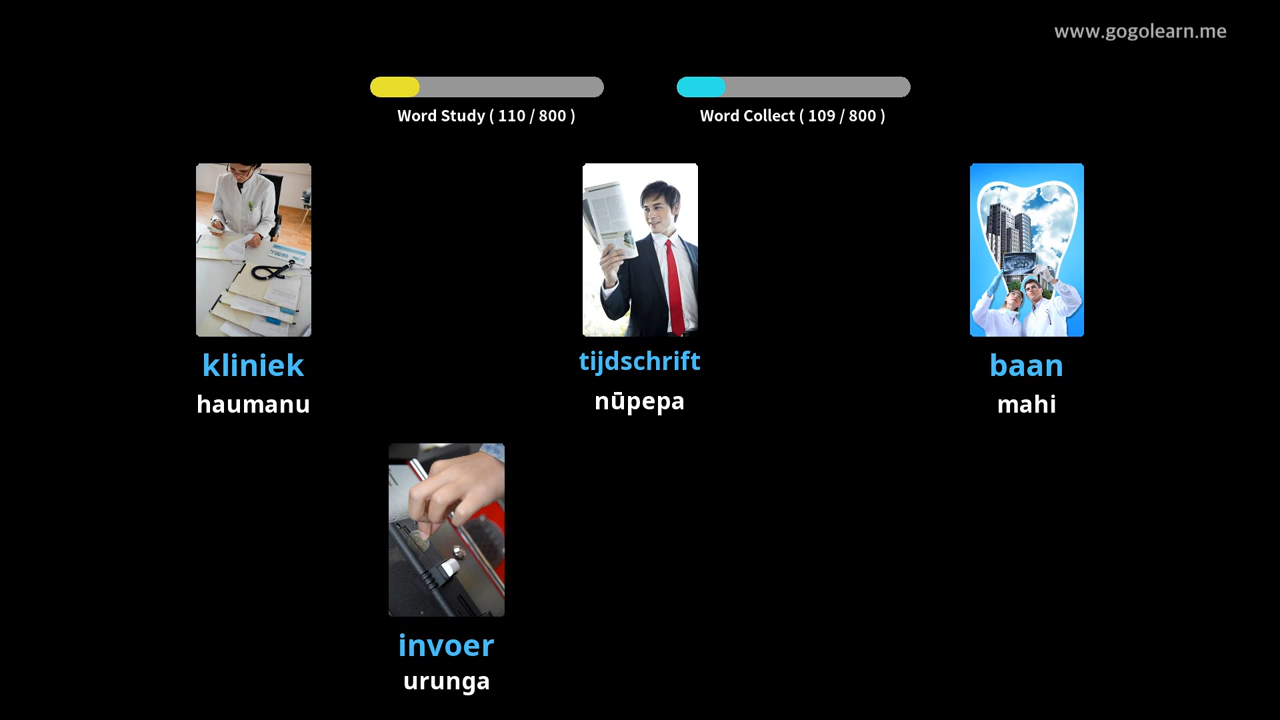 www.gogolearn.me
Word Study ( 110 / 800 )
Word Collect ( 109 / 800 )
kliniek
haumanu
tijdschrift
nūpepa
baan
mahi
invoer
urunga